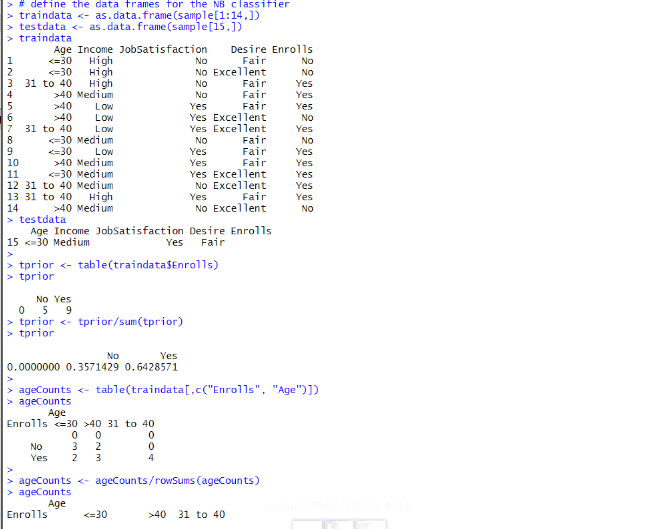 > # define the data frames for the NB classifier
> traindata <- as.data.frame(sample[1:14,])
> testdata <- as.data.frame(sample[15,])
> traindata
Age Income JobSatisfaction Desire Enrolls
1 <=30 High No Fair No
2 <=30 High No Excellent No
3 31 to 40 High No Fair Yes
4 >40 Medium No Fair Yes
5 >40 Low Yes Fair Yes
6 >40 Low Yes Excellent No
7 31 to 40 Low Yes Excellent Yes
8 <=30 Medium No Fair No
9 <=30 Low Yes Fair Yes
10 >40 Medium Yes Fair Yes
11 <=30 Medium Yes Excellent Yes
12 31 to 40 Medium No Excellent Yes
13 31 to 40 High Yes Fair Yes
14 >40 Medium No Excellent No
> testdata
Age Income JobSatisfaction Desire Enrolls
15 <=30 Medium Yes Fair
>
> tprior <- table(traindata$Enrolls)
> tprior
No Yes
0 5 9
> tprior <- tprior/sum(tprior)
> tprior
No Yes
0.0000000 0.3571429 0.6428571
>
> ageCounts <- table(traindata[,c("Enrolls", "Age")])
> ageCounts
Age
Enrolls <=30 >40 31 to 40
0 0 0
No 3 2 0
Yes 2 3 4
>
> ageCounts <- ageCounts/rowSums(ageCounts)
> ageCounts
Age
Enrolls <=30 >40 31 to 40